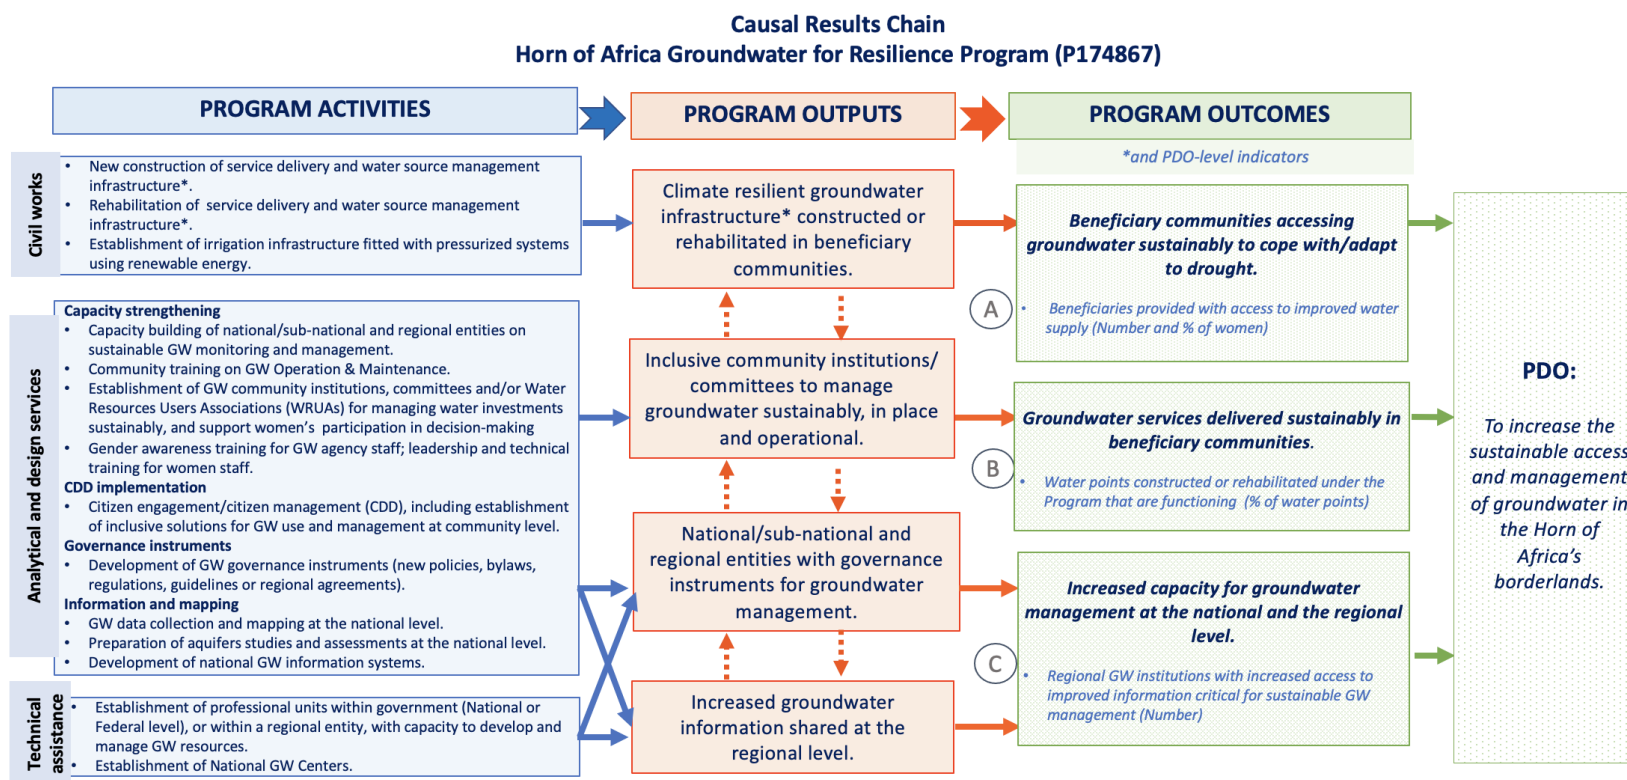 Causal Results Chain
Horn of Africa Groundwater for Resilience Program (P174867)
PROGRAM ACTIVITIES
PROGRAM OUTPUTS
PROGRAM OUTCOMES
*and PDO-level indicators
Civil works
• New construction of service delivery and water source management
infrastructure*.
• Rehabilitation of service delivery and water source management
infrastructure*.
• Establishment of irrigation infrastructure fitted with pressurized systems
using renewable energy.
Analytical and design services
Capacity strengthening
• Capacity building of national/sub-national and regional entities on
sustainable GW monitoring and management.
• Community training on GW Operation & Maintenance.
• Establishment of GW community institutions, committees and/or Water
Resources Users Associations (WRUAs) for managing water investments
sustainably, and support women's participation in decision-making
• Gender awareness training for GW agency staff; leadership and technical
training for women staff.
CDD implementation
• Citizen engagement/citizen management (CDD), including establishment
of inclusive solutions for GW use and management at community level.
Governance instruments
• Development of GW governance instruments (new policies, bylaws,
regulations, guidelines or regional agreements).
Information and mapping
• GW data collection and mapping at the national level.
• Preparation of aquifers studies and assessments at the national level.
• Development of national GW information systems.
Technical
assistance
• Establishment of professional units within government (National or
Federal level), or within a regional entity, with capacity to develop and
manage GW resources.
• Establishment of National GW Centers.
Climate resilient groundwater
infrastructure* constructed or
rehabilitated in beneficiary
communities.
Inclusive community institutions/
committees to manage
groundwater sustainably, in place
and operational.
National/sub-national and
regional entities with governance
instruments for groundwater
management.
Increased groundwater
information shared at the
regional level.
A
Beneficiary communities accessing
groundwater sustainably to cope with/adapt
to drought.
• Beneficiaries provided with access to improved water
supply (Number and % of women)
B
Groundwater services delivered sustainably in
beneficiary communities.
• Water points constructed or rehabilitated under the
Program that are functioning (% of water points)
C
Increased capacity for groundwater
management at the national and the regional
level.
• Regional GW institutions with increased access to
improved information critical for sustainable GW
management (Number)
PDO:
To increase the
sustainable access
and management
of groundwater in
the Horn of
Africa's
borderlands.